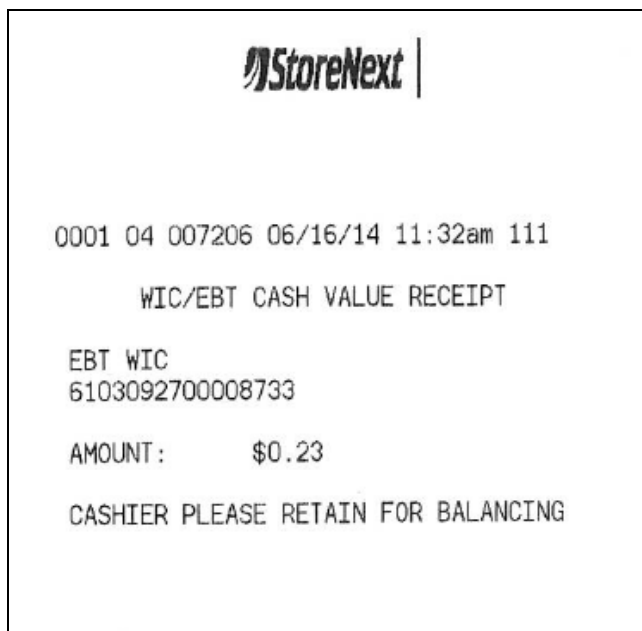 StoreNext
0001 04 007206 06/16/14 11:32am 111
WIC/EBT CASH VALUE RECEIPT
EBT WIC
6103092700008733
AMOUNT: $0.23
CASHIER PLEASE RETAIN FOR BALANCING